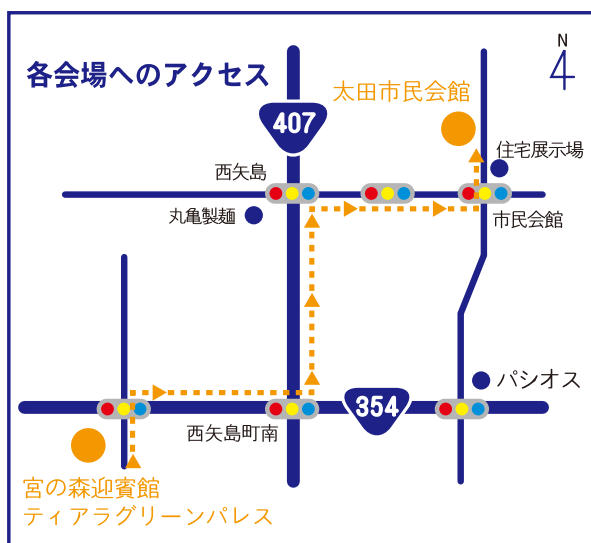 各会場へのアクセス
N
407
太田市民会館
住宅展示場
西矢島
丸亀製麺
市民会館
パシオス
354
西矢島町南
宮の森迎賓館
ティアラグリーンパレス